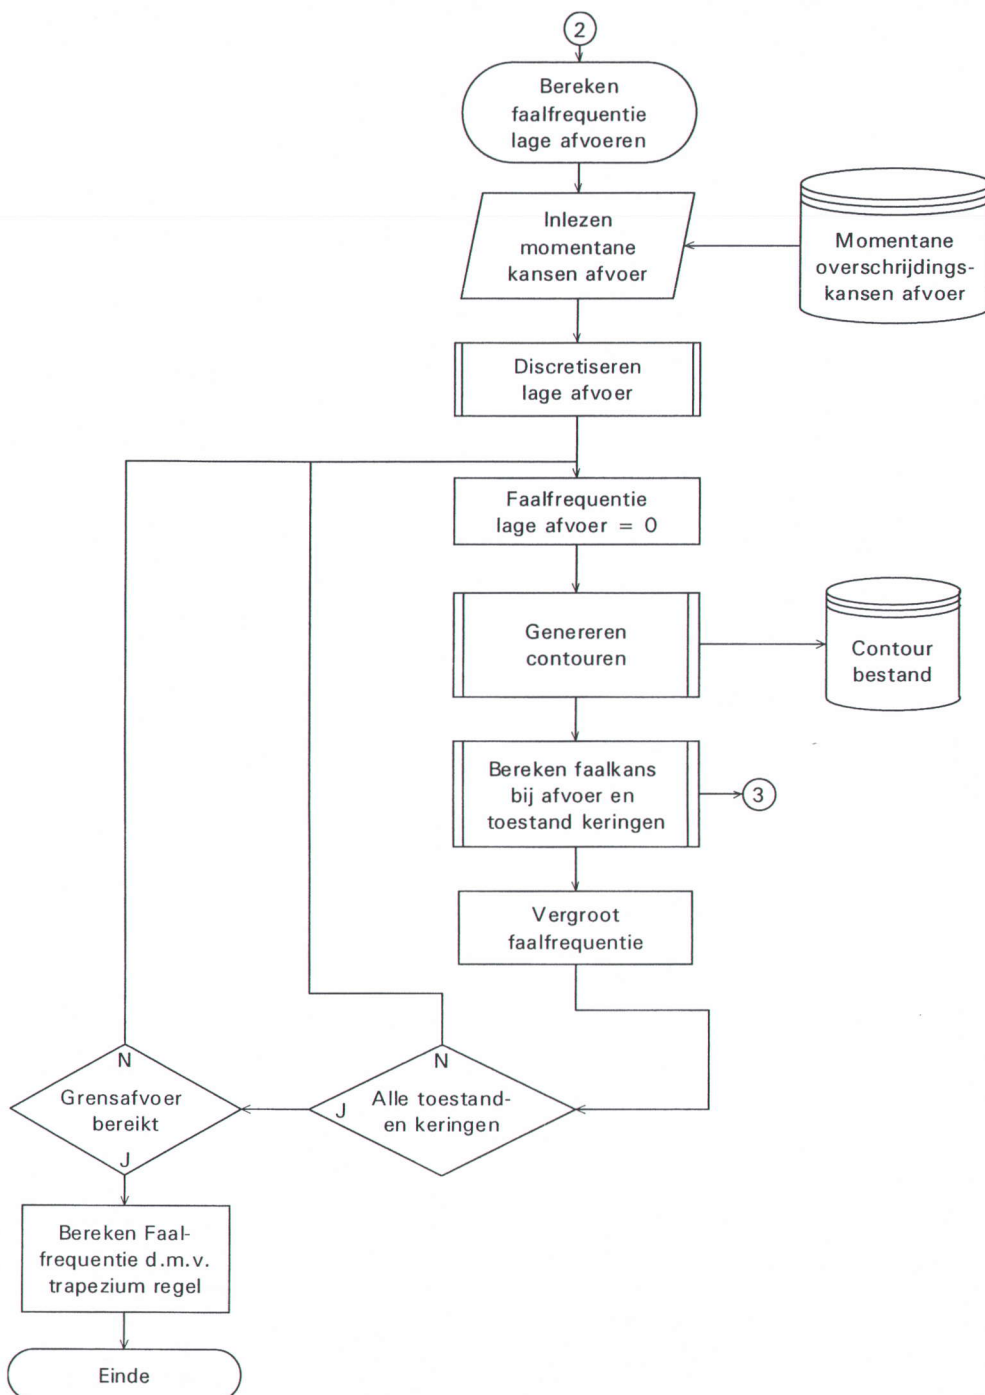 2
Bereken
faalfrequentie
lage afvoeren
Inlezen
momentane
kansen afvoer
Momentane
overschrijdings-
kansen afvoer
Discretiseren
lage afvoer
Faalfrequentie
lage afvoer = 0
Genereren
contouren
Contour
bestand
Bereken faalkans
bij afvoer en
toestand keringen
3
Vergroot
faalfrequentie
N
Alle toestand-
en keringen
J
N
Grensafvoer
bereikt
J
Bereken Faal-
frequentie d.m.v.
trapezium regel
Einde